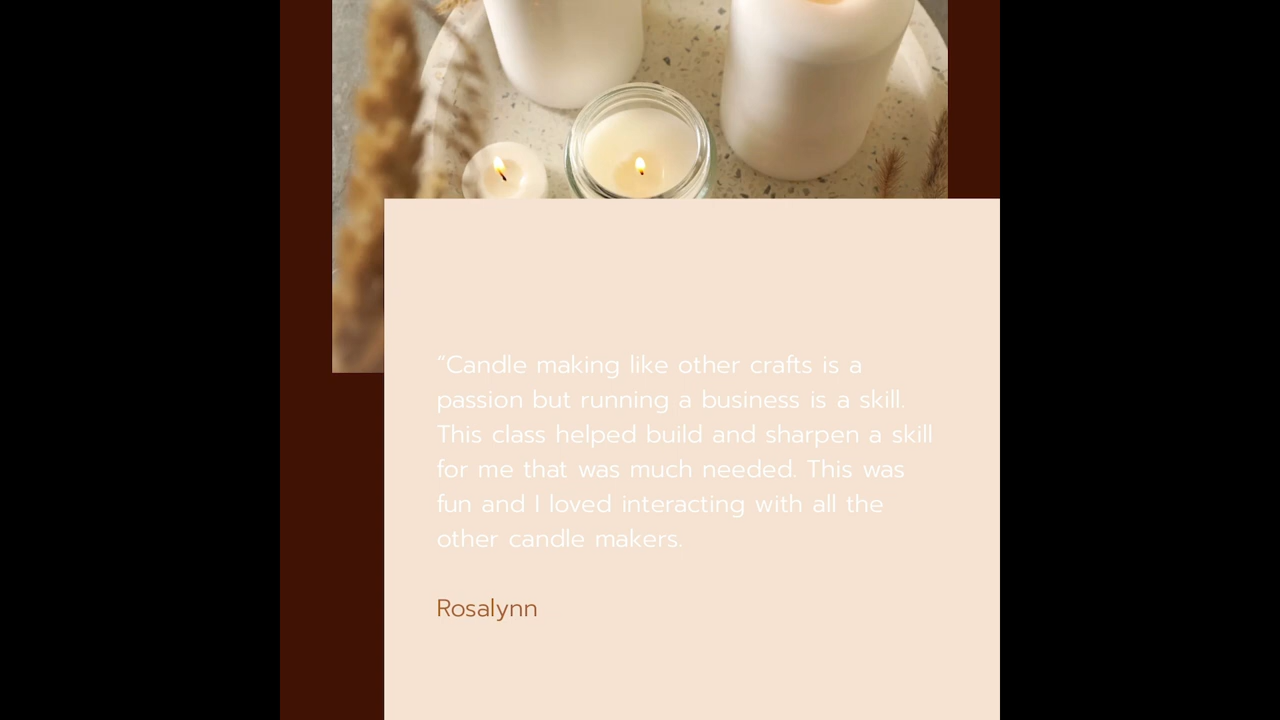 “Candle making like other crafts is a
passion but running a business is a skill.
This class helped build and sharpen a skill
for me that was much needed. This was
fun and I loved interacting with all the
other candle makers.
Rosalynn